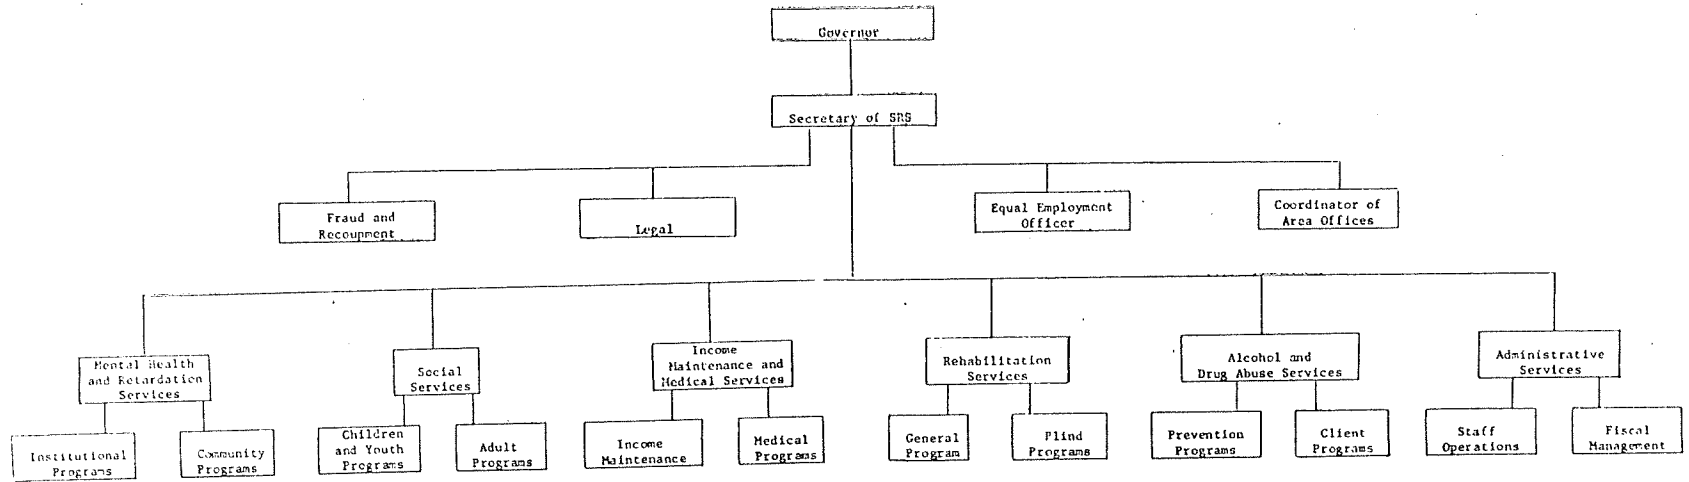 Governor
Secretary of SRS
Fraud and
Recoupment
Legal
Equal Employment
Officer
Coordinator of
Area Offices
Mental Health
and Retardation
Services
Social
Services
Income
Maintenance and
Medical Services
Rehabilitation
Services
Alcohol and
Drug Abuse Services
Administrative
Services
Institutional
Programs
Community
Programs
Children
and Youth
Programs
Adult
Programs
Income
Maintenance
Medical
Programs
General
Program
Blind
Programs
Prevention
Programs
Client
Programs
Staff
Operations
Fiscal
Management